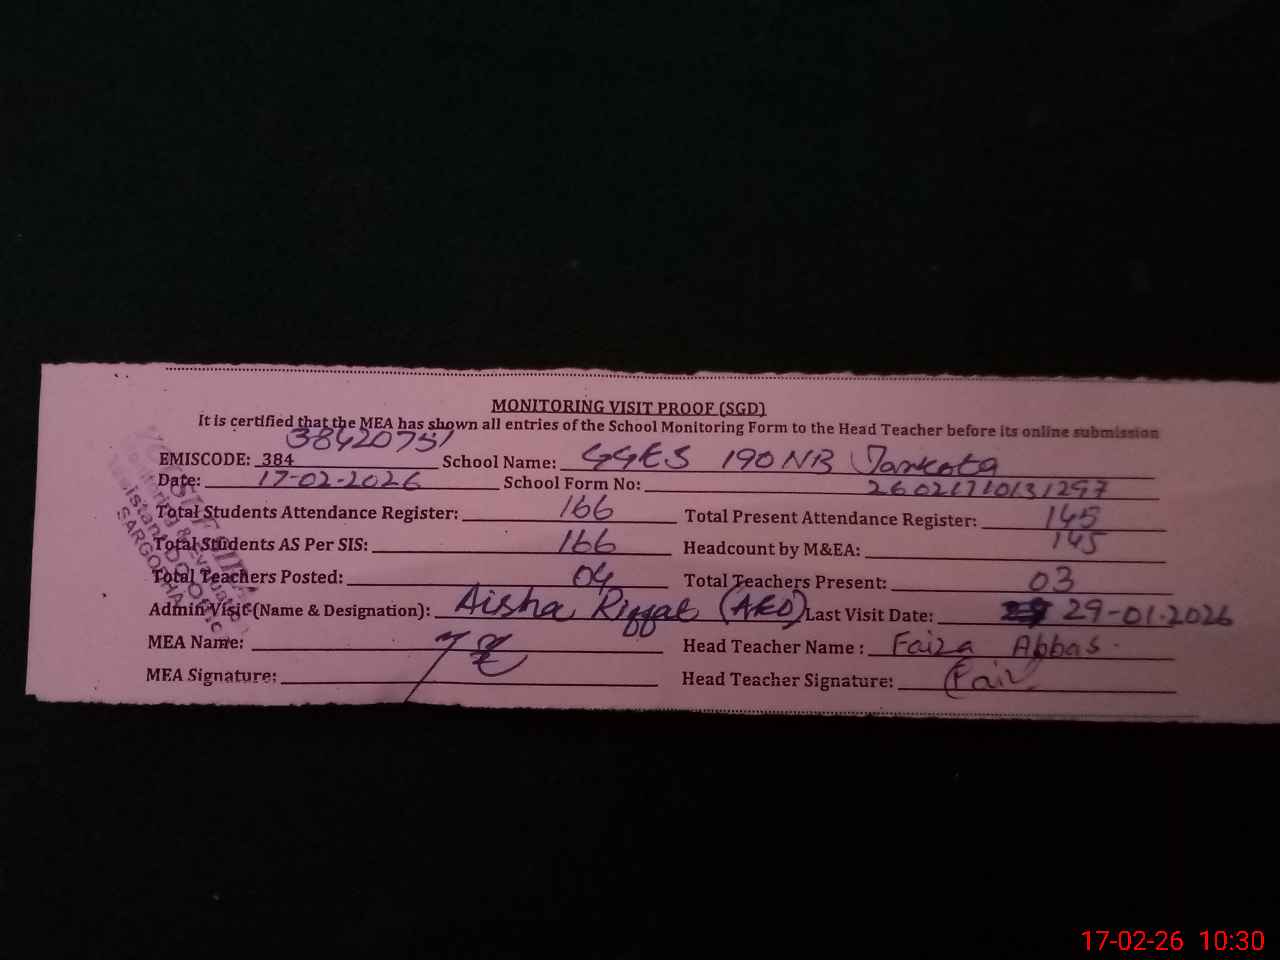 MONITORING VISIT PROOF (SGD)
It is certified that the MEA has shown all entries of the School Monitoring Form to the Head Teacher before its online submission
38420751
EMISCODE: 384 School Name: GGES 190 NB
Date: 17-02-2026 School Form No:
Total Students Attendance Register: 166 Total Present Attendance Register: 145
Total Students AS Per SIS: 166 Headcount by M&EA: 145
Total Teachers Posted: 04 Total Teachers Present: 03
Admin Visit (Name & Designation): Aisha Riffat (AEO) Last Visit Date: 29-01-2026
MEA Name: Head Teacher Name : Faiza Abbas
MEA Signature: Head Teacher Signature: Faiz
SARGODHA
17-02-26 10:30